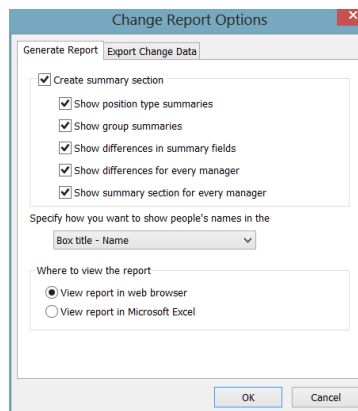 Change Report Options
Generate Report
Export Change Data
Create summary section
Show position type summaries
Show group summaries
Show differences in summary fields
Show differences for every manager
Show summary section for every manager
Specify how you want to show people's names in the
Box title - Name
Where to view the report
View report in web browser
View report in Microsoft Excel
OK
Cancel